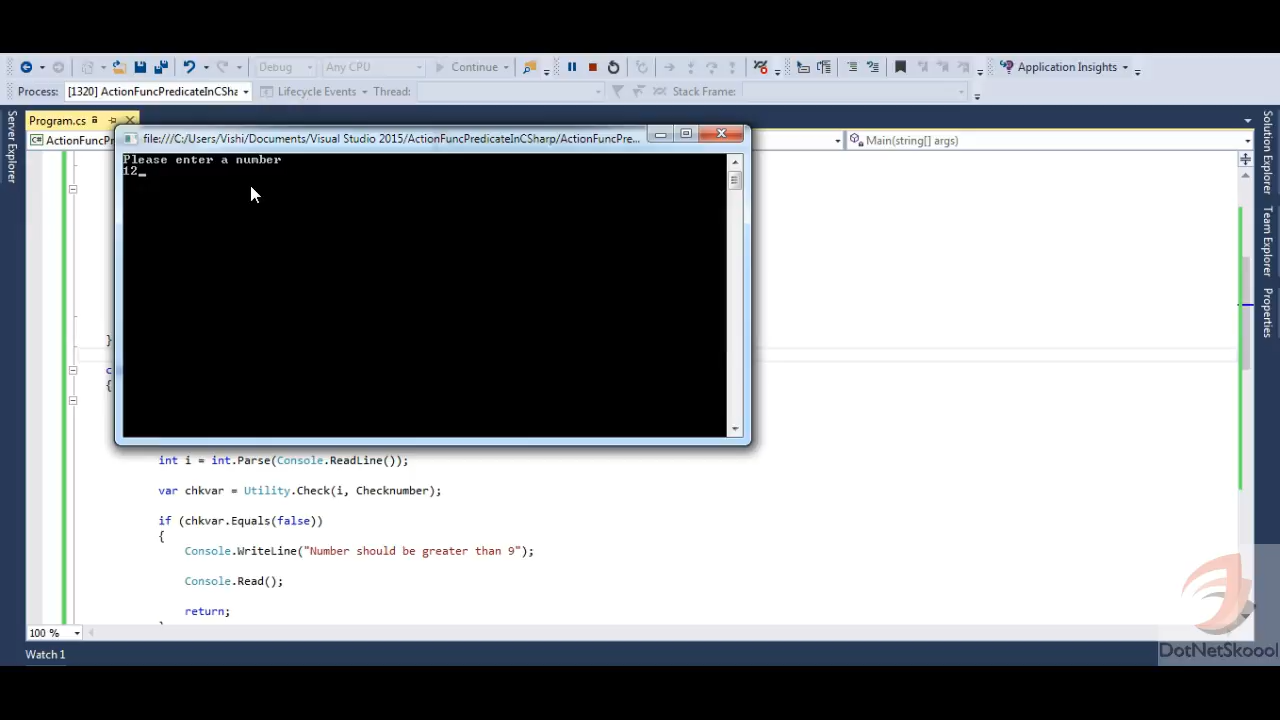 Debug
Any CPU
Continue
Application Insights
Process: [1320] ActionFuncPredicateInCSha
Lifecycle Events
Thread:
Stack Frame:
Program.cs
ActionFuncP
Main(string[] args)
file:///C:/Users/Vishi/Documents/Visual Studio 2015/ActionFuncPredicateInCSharp/ActionFuncPre...
Please enter a number
12_
}
c
{
int i = int.Parse(Console.ReadLine());
var chkvar = Utility.Check(i, Checknumber);
if (chkvar.Equals(false))
{
Console.WriteLine("Number should be greater than 9");
Console.Read();
return;
100 %
Watch 1
Server Explorer
Solution Explorer
Team Explorer
Properties
DotNetSkoool